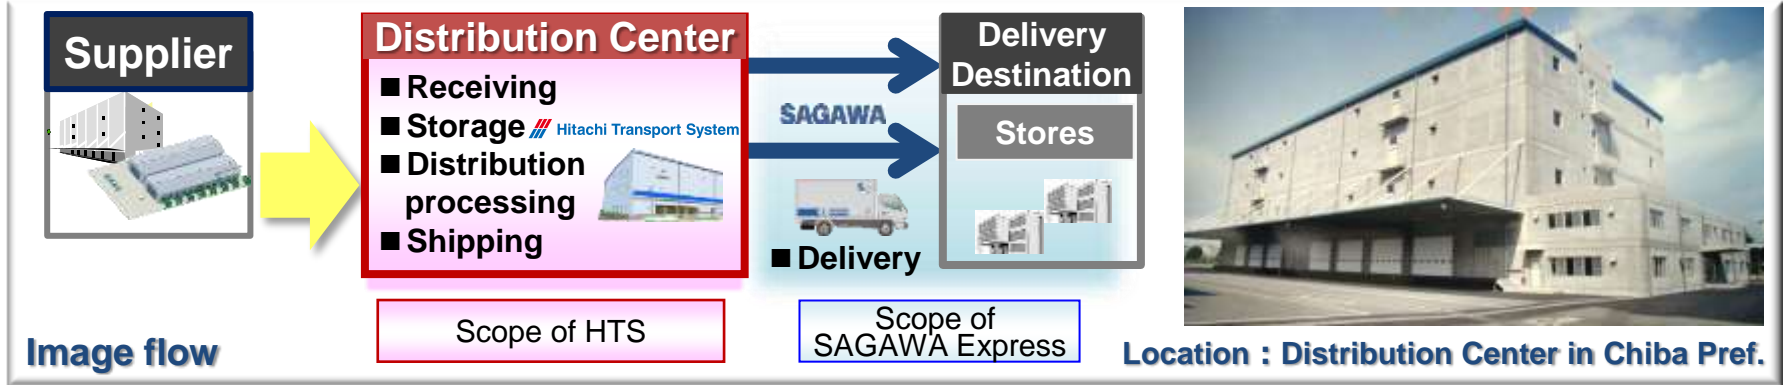 Supplier
Distribution Center
■ Receiving
■ Storage
Hitachi Transport System
■ Distribution
processing
■ Shipping
SAGAWA
■ Delivery
Delivery
Destination
Stores
Scope of HTS
Scope of
SAGAWA Express
Image flow
Location：Distribution Center in Chiba Pref.